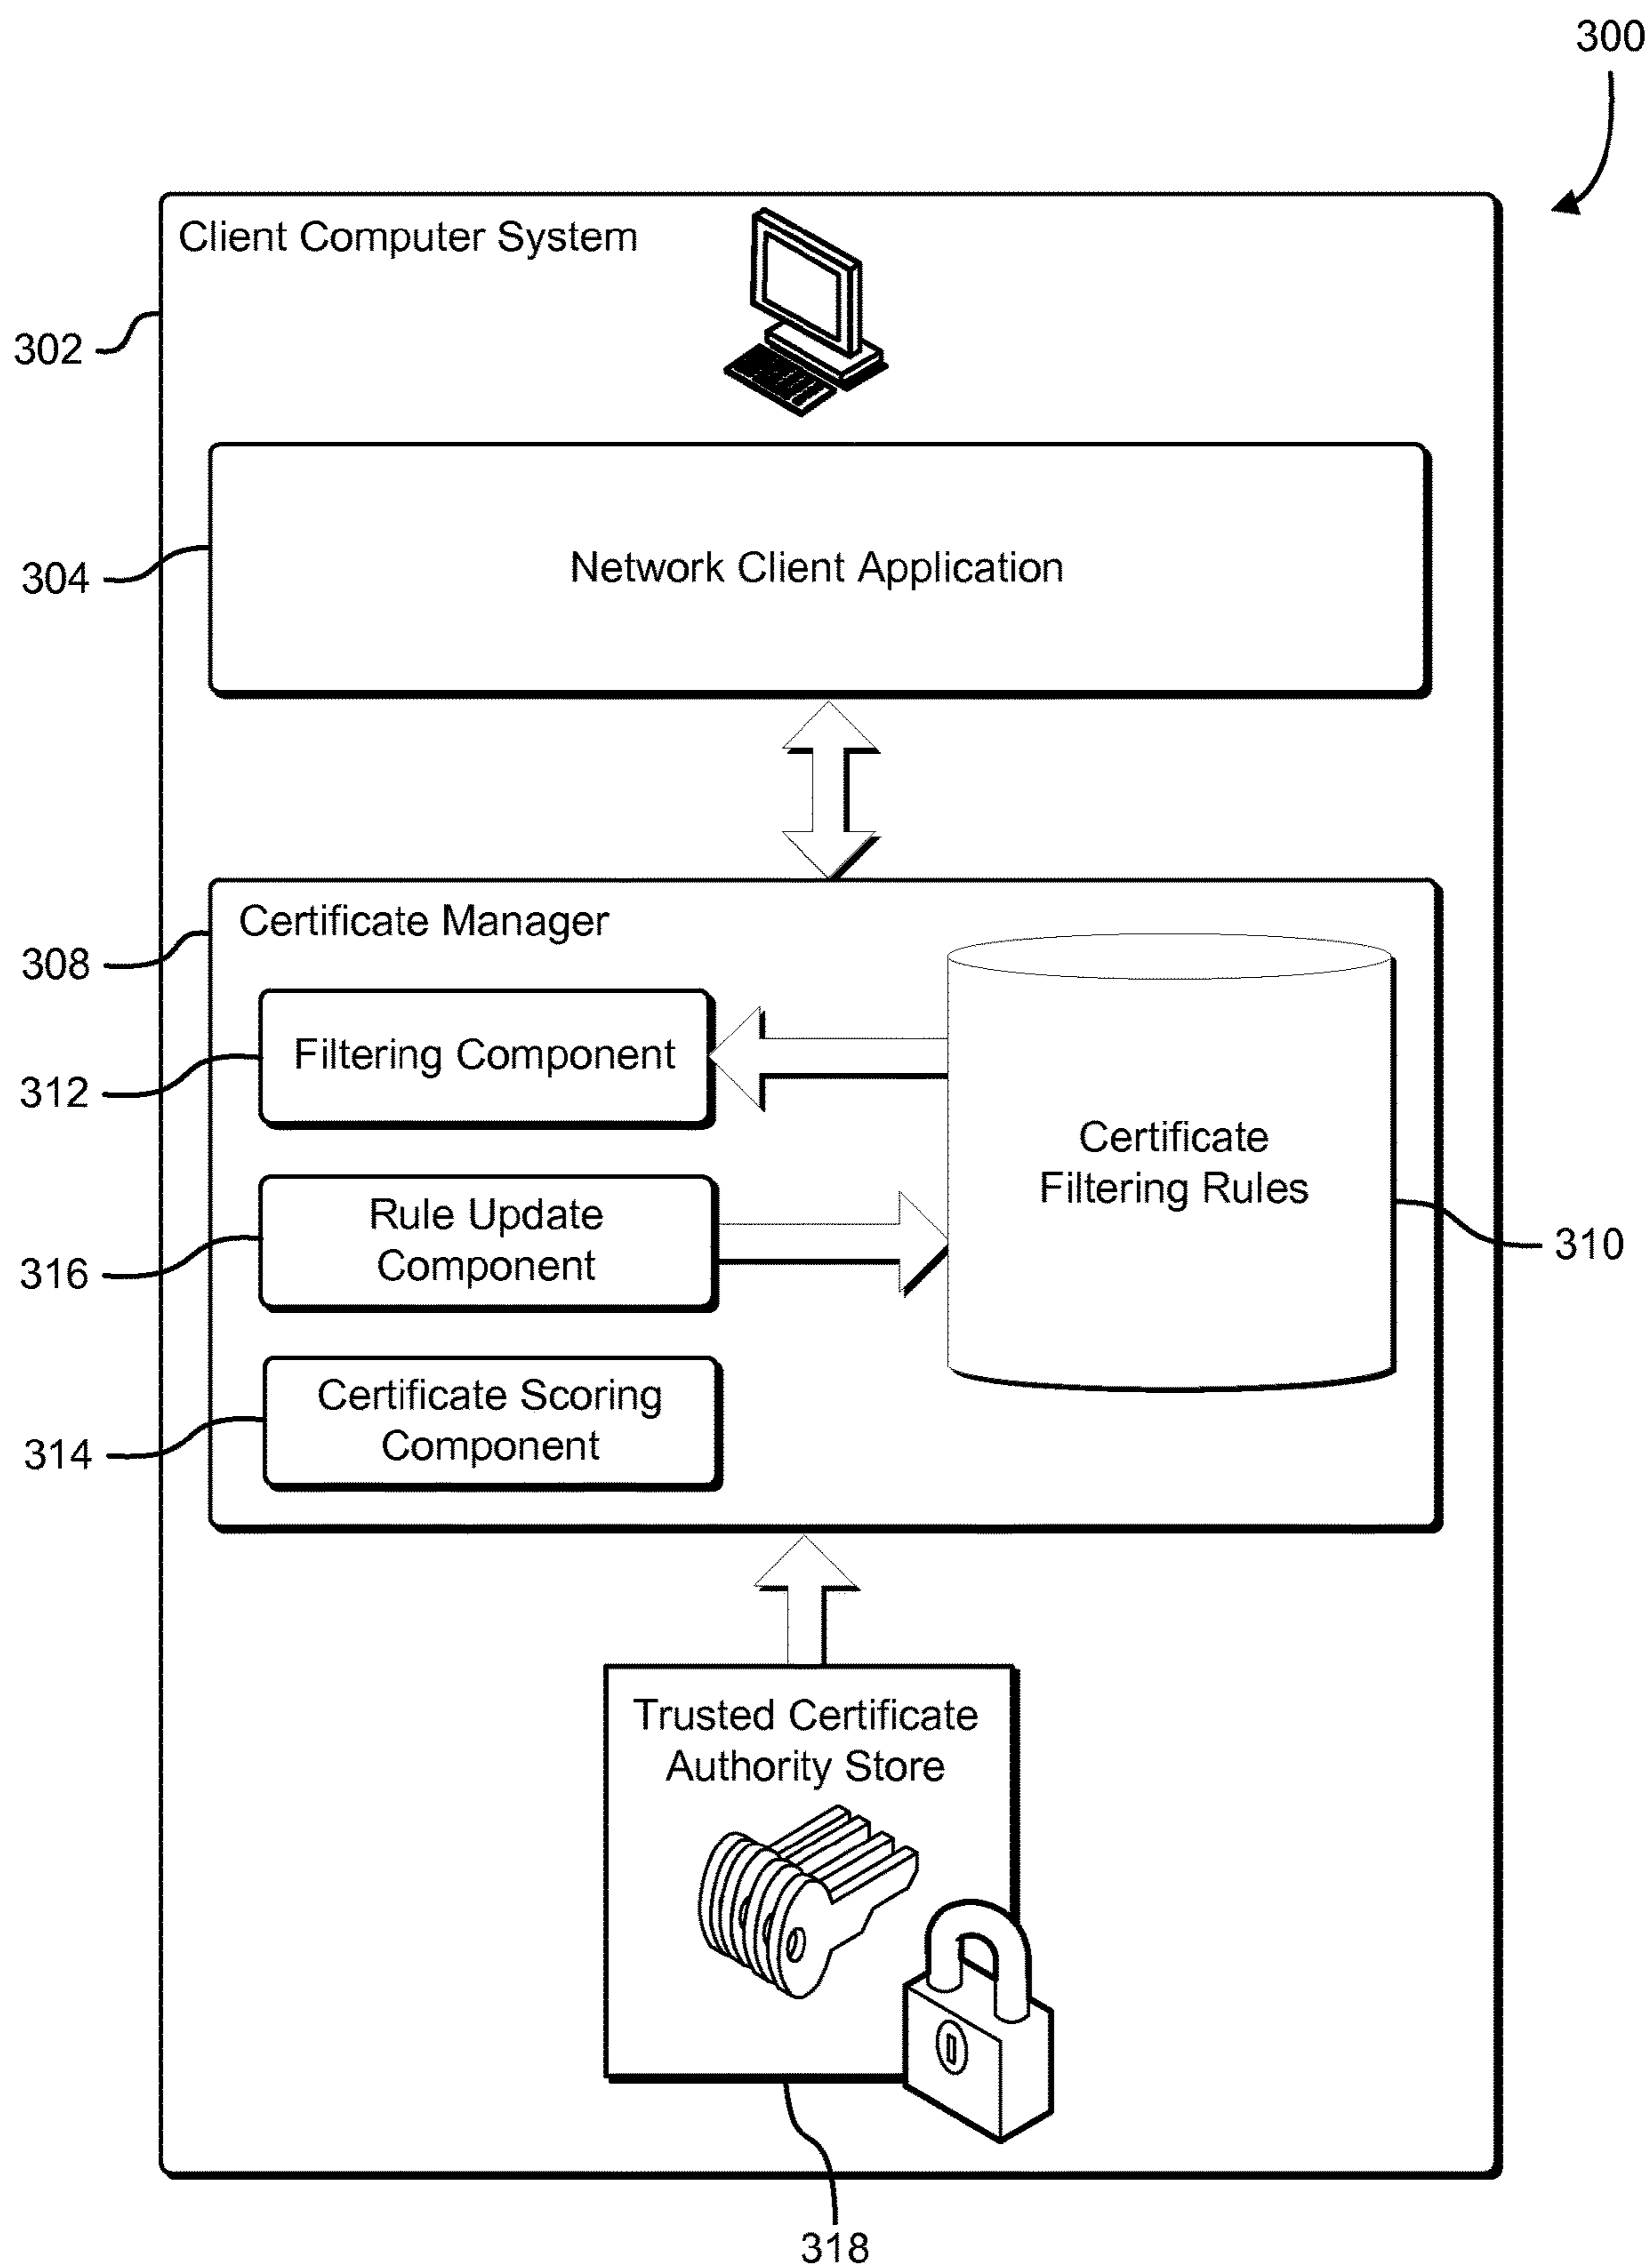 300
Client Computer System
302
Network Client Application
304
Certificate Manager
308
Filtering Component
312
Certificate
Filtering Rules
310
Rule Update
Component
316
Certificate Scoring
Component
314
Trusted Certificate
Authority Store
318